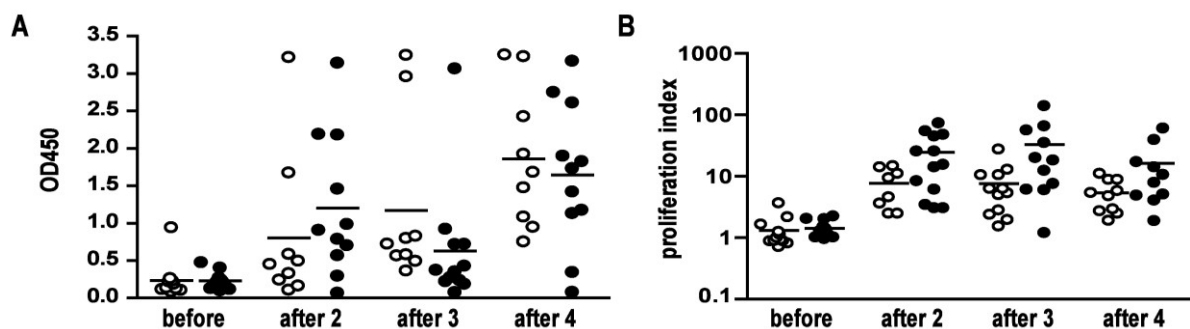 A
OD450
3.5
3.0
2.5
2.0
1.5
1.0
0.5
0.0
before after 2 after 3 after 4
B
proliferation index
1000
100
10
1
0.1
before after 2 after 3 after 4